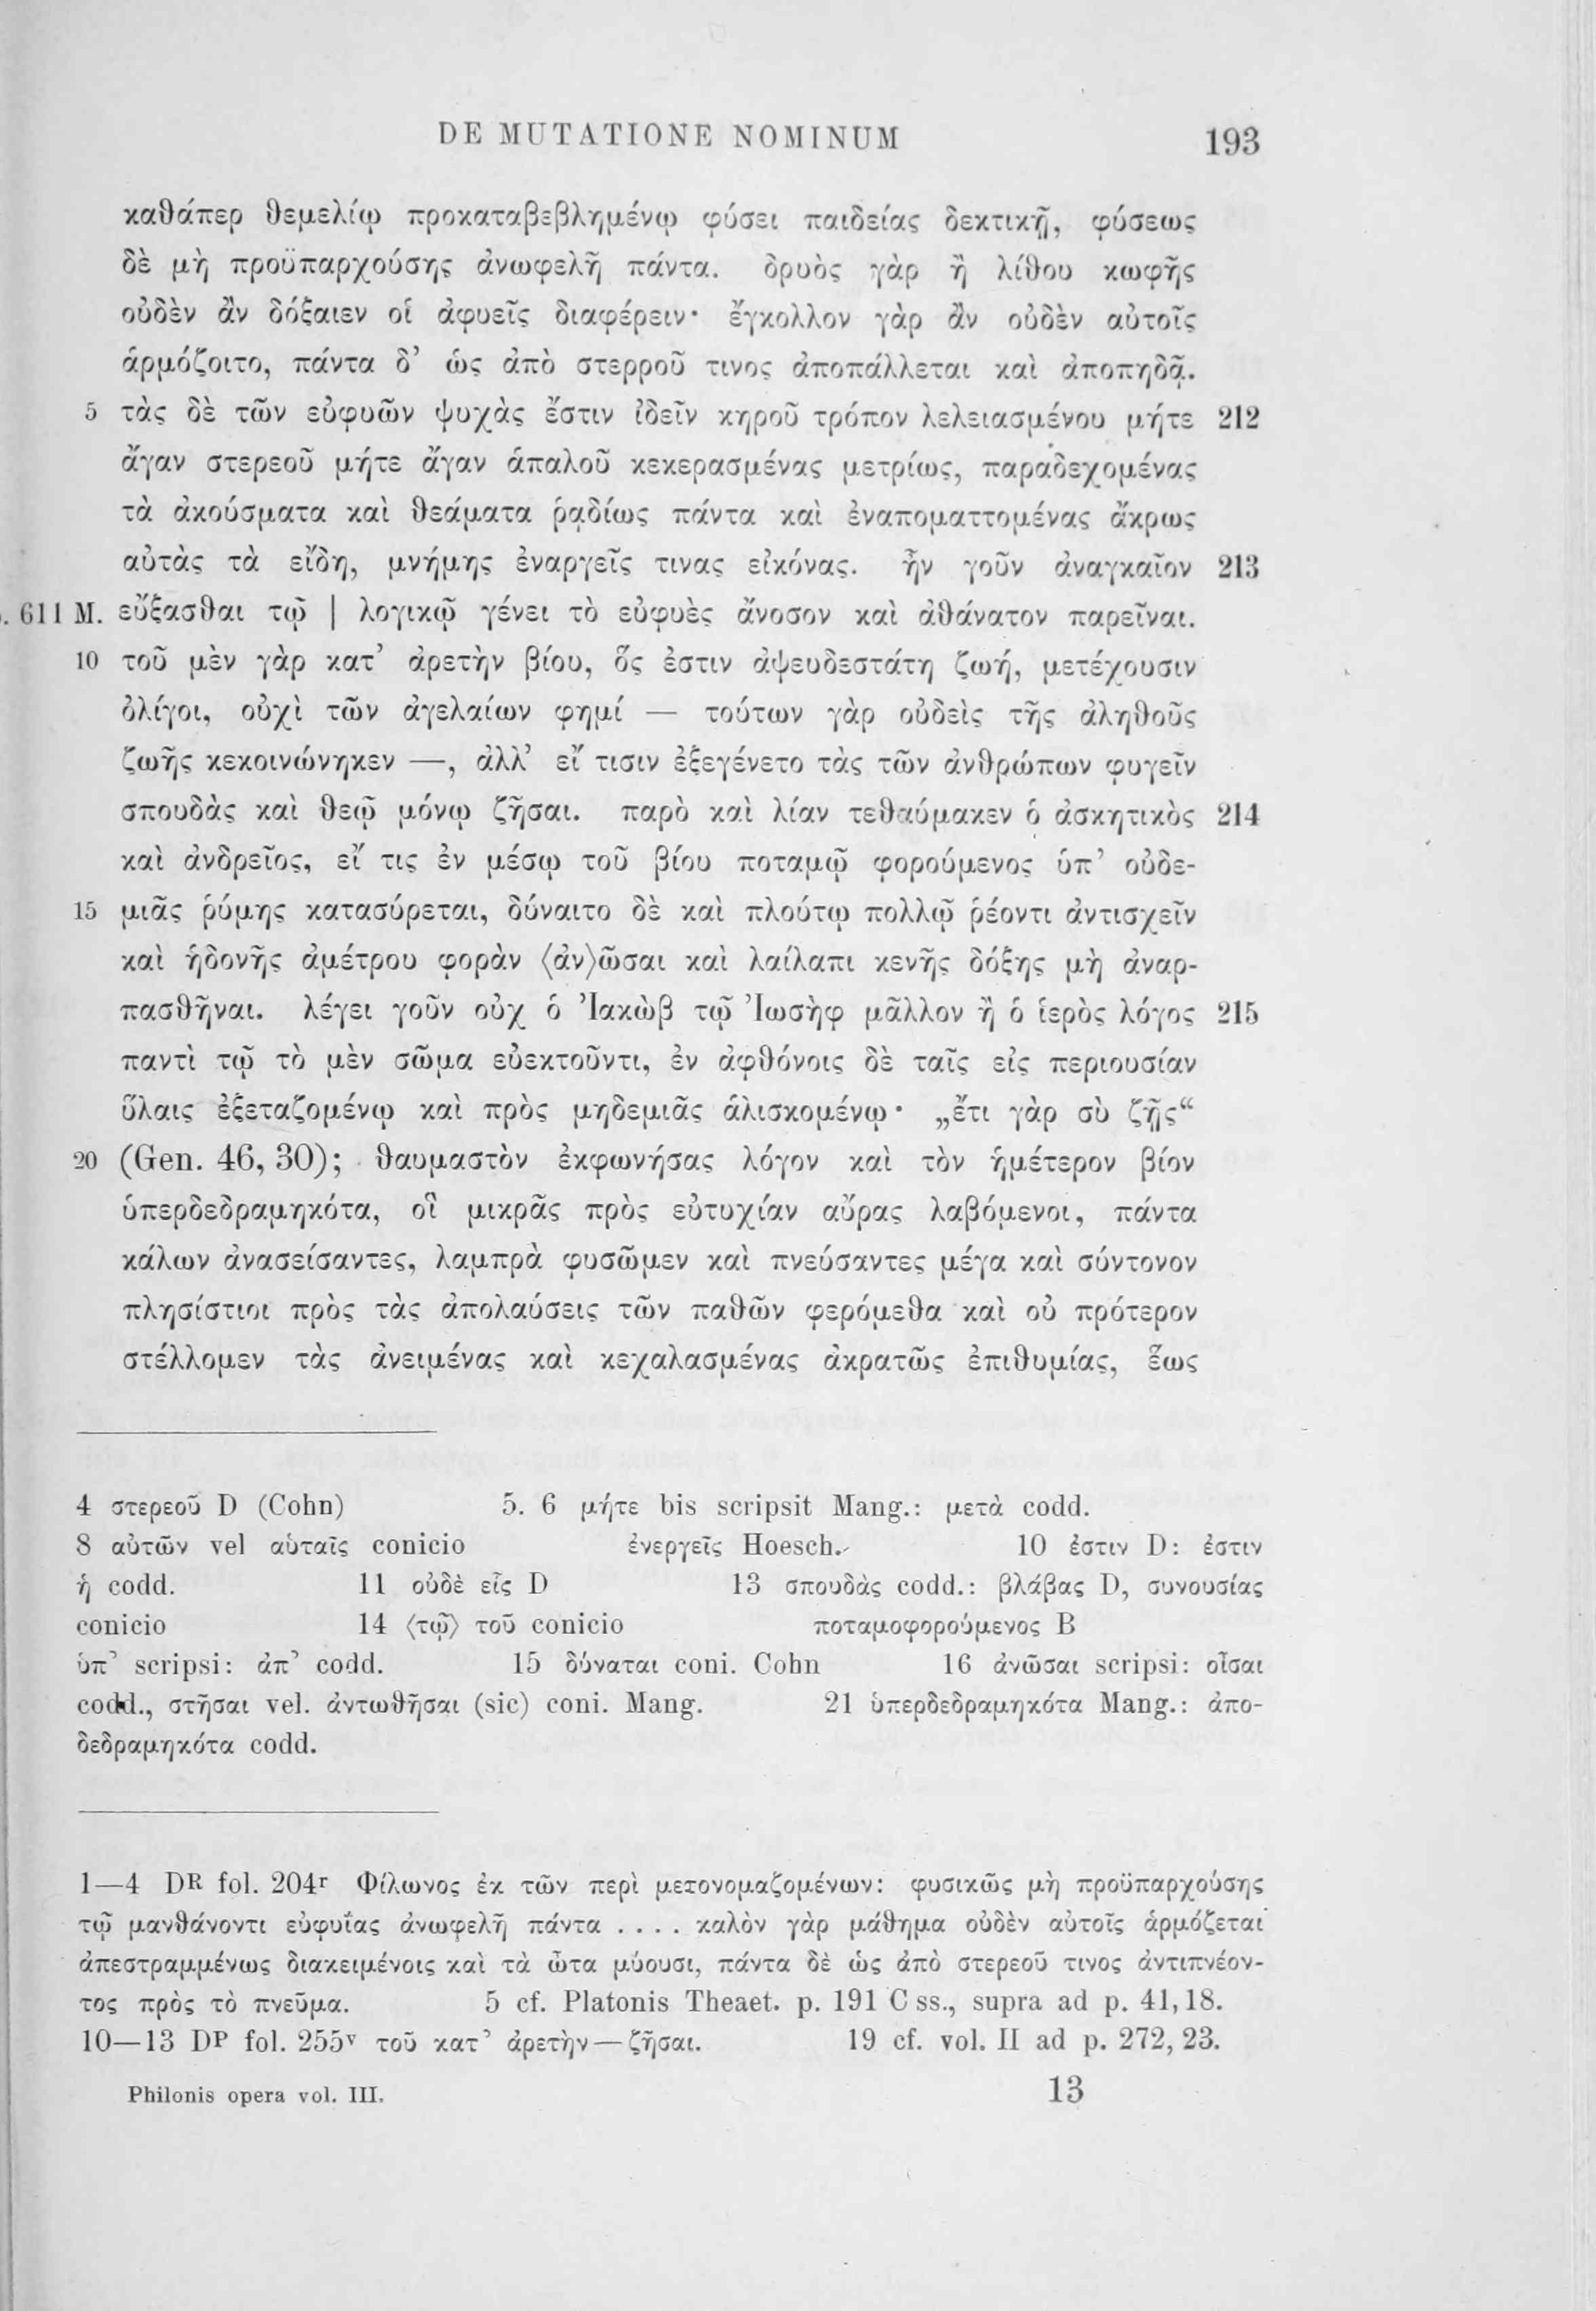 DE MUTATIONE NOMINUM 193
καθάπερ θεμελίῳ προκαταβεβλημένῳ φύσει παιδείας δεκτικῇ, φύσεως
δὲ μὴ προϋπαρχούσης ἀνωφελῆ πάντα. δρυὸς γὰρ ἢ λίθου κωφῆς
οὐδὲν ἂν δόξαιεν οἱ ἀφυεῖς διαφέρειν· ἔγκολλον γὰρ ἂν οὐδὲν αὐτοῖς
ἁρμόζοιτο, πάντα δ’ ὡς ἀπὸ στερροῦ τινος ἀποπάλλεται καὶ ἀποπηδᾷ.
5 τὰς δὲ τῶν εὐφυῶν ψυχὰς ἔστιν ἰδεῖν κηροῦ τρόπον λελειασμένου μήτε 212
ἄγαν στερεοῦ μήτε ἄγαν ἁπαλοῦ κεκερασμένας μετρίως, παραδεχομένας
τὰ ἀκούσματα καὶ θεάματα ῥᾳδίως πάντα καὶ ἐναποματτομένας ἄκρως
αὐτὰς τὰ εἴδη, μνήμης ἐναργεῖς τινας εἰκόνας. ἦν γοῦν ἀναγκαῖον 213
. 611 M. εὔξασθαι τῷ | λογικῷ γένει τὸ εὐφυὲς ἄνοσον καὶ ἀθάνατον παρεῖναι.
10 τοῦ μὲν γὰρ κατ’ ἀρετὴν βίου, ὅς ἐστιν ἀψευδεστάτη ζωή, μετέχουσιν
ὀλίγοι, οὐχὶ τῶν ἀγελαίων φημί — τούτων γὰρ οὐδεὶς τῆς ἀληθοῦς
ζωῆς κεκοινώνηκεν —, ἀλλ’ εἴ τισιν ἐξεγένετο τὰς τῶν ἀνθρώπων φυγεῖν
σπουδὰς καὶ θεῷ μόνῳ ζῆσαι. παρὸ καὶ λίαν τεθαύμακεν ὁ ἀσκητικὸς 214
καὶ ἀνδρεῖος, εἴ τις ἐν μέσῳ τοῦ βίου ποταμῷ φορούμενος ὑπ’ οὐδε-
15 μιᾶς ῥύμης κατασύρεται, δύναιτο δὲ καὶ πλούτῳ πολλῷ ῥέοντι ἀντισχεῖν
καὶ ἡδονῆς ἀμέτρου φορὰν ⟨ἀν⟩ῶσαι καὶ λαίλαπι κενῆς δόξης μὴ ἀναρ-
πασθῆναι. λέγει γοῦν οὐχ ὁ Ἰακὼβ τῷ Ἰωσὴφ μᾶλλον ἢ ὁ ἱερὸς λόγος 215
παντὶ τῷ τὸ μὲν σῶμα εὐεκτοῦντι, ἐν ἀφθόνοις δὲ ταῖς εἰς περιουσίαν
ὕλαις ἐξεταζομένῳ καὶ πρὸς μηδεμιᾶς ἁλισκομένῳ· „ἔτι γὰρ σὺ ζῇς“
20 (Gen. 46, 30); θαυμαστὸν ἐκφωνήσας λόγον καὶ τὸν ἡμέτερον βίον
ὑπερδεδραμηκότα, οἳ μικρᾶς πρὸς εὐτυχίαν αὔρας λαβόμενοι, πάντα
κάλων ἀνασείσαντες, λαμπρὰ φυσῶμεν καὶ πνεύσαντες μέγα καὶ σύντονον
πλησίστιοι πρὸς τὰς ἀπολαύσεις τῶν παθῶν φερόμεθα καὶ οὐ πρότερον
στέλλομεν τὰς ἀνειμένας καὶ κεχαλασμένας ἀκρατῶς ἐπιθυμίας, ἕως
4 στερεοῦ D (Cohn) 5. 6 μήτε bis scripsit Mang.: μετὰ codd.
8 αὐτῶν vel αὑταῖς conicio ἐνεργεῖς Hoesch. 10 ἐστιν D: ἐστιν
ἡ codd. 11 οὐδὲ εἷς D 13 σπουδὰς codd.: βλάβας D, συνουσίας
conicio 14 ⟨τῷ⟩ τοῦ conicio ποταμοφορούμενος B
ὑπ’ scripsi: ἀπ’ codd. 15 δύναται coni. Cohn 16 ἀνῶσαι scripsi: οἷσαι
codd., στῆσαι vel. ἀντωθῆσαι (sic) coni. Mang. 21 ὑπερδεδραμηκότα Mang.: ἀπο-
δεδραμηκότα codd.
1—4 DR fol. 204r Φίλωνος ἐκ τῶν περὶ μετονομαζομένων: φυσικῶς μὴ προϋπαρχούσης
τῷ μανθάνοντι εὐφυΐας ἀνωφελῆ πάντα .... καλὸν γὰρ μάθημα οὐδὲν αὐτοῖς ἁρμόζεται
ἀπεστραμμένως διακειμένοις καὶ τὰ ὦτα μύουσι, πάντα δὲ ὡς ἀπὸ στερεοῦ τινος ἀντιπνέον-
τος πρὸς τὸ πνεῦμα. 5 cf. Platonis Theaet. p. 191 C ss., supra ad p. 41, 18.
10—13 DP fol. 255v τοῦ κατ’ ἀρετὴν — ζῆσαι. 19 cf. vol. II ad p. 272, 23.
Philonis opera vol. III. 13